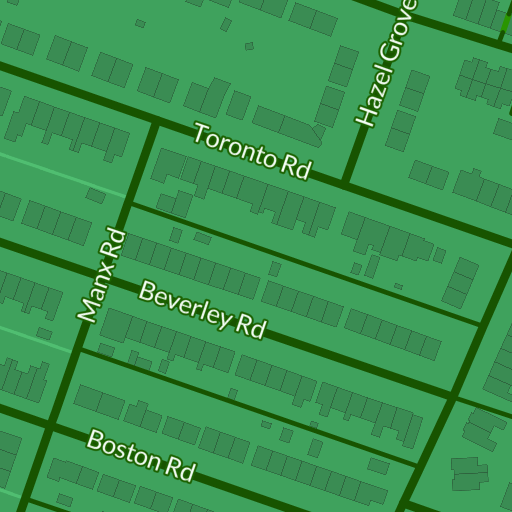 Hazel Grove
Toronto Rd
Manx Rd
Beverley Rd
Boston Rd